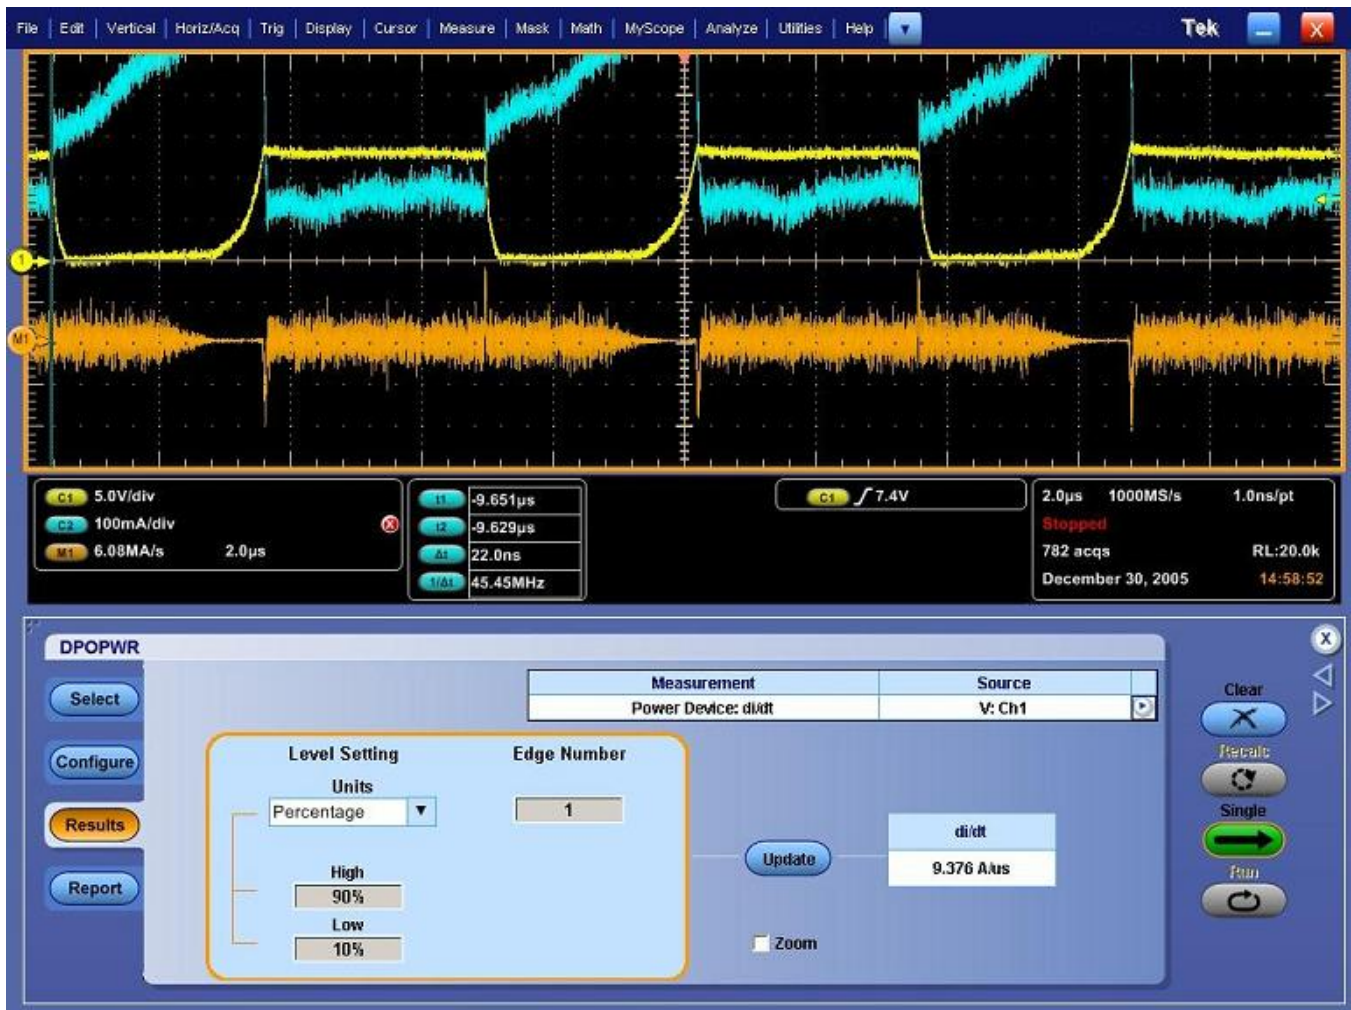 File Edit Vertical Horiz/Acq Trig Display Cursor Measure Mask Math MyScope Analyze Utilities Help Tek X
1
M1
C1 5.0V/div
C2 100mA/div
M1 6.08MA/s 2.0µs
t1 -9.651µs
t2 -9.629µs
Δt 22.0ns
1/Δt 45.45MHz
C1 7.4V
2.0µs 1000MS/s 1.0ns/pt
Stopped
782 acqs RL:20.0k
December 30, 2005 14:58:52
DPOPWR
X
Select
Configure
Results
Report
Measurement Source
Power Device: di/dt V: Ch1
Level Setting Edge Number
Units
Percentage 1
High
90%
Low
10%
Update
di/dt
9.376 A/us
Zoom
Clear
Recalc
Single
Run